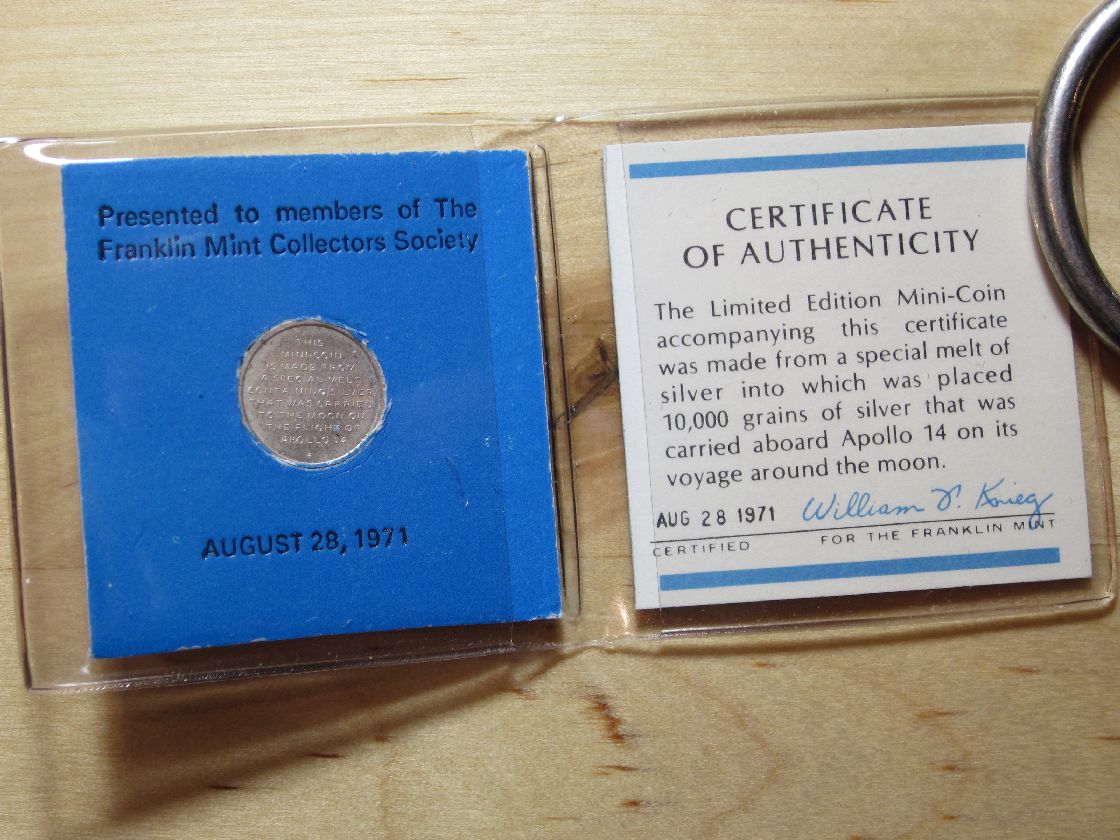 Presented to members of The
Franklin Mint Collectors Society
THIS
MINI-COIN
IS MADE FROM
A SPECIAL MELT
CONTAINING SILVER
THAT WAS CARRIED
TO THE MOON ON
THE FLIGHT OF
APOLLO 14
AUGUST 28, 1971
CERTIFICATE
OF AUTHENTICITY
The Limited Edition Mini-Coin
accompanying this certificate
was made from a special melt of
silver into which was placed
10,000 grains of silver that was
carried aboard Apollo 14 on its
voyage around the moon.
AUG 28 1971 William F. Krieg
CERTIFIED FOR THE FRANKLIN MINT